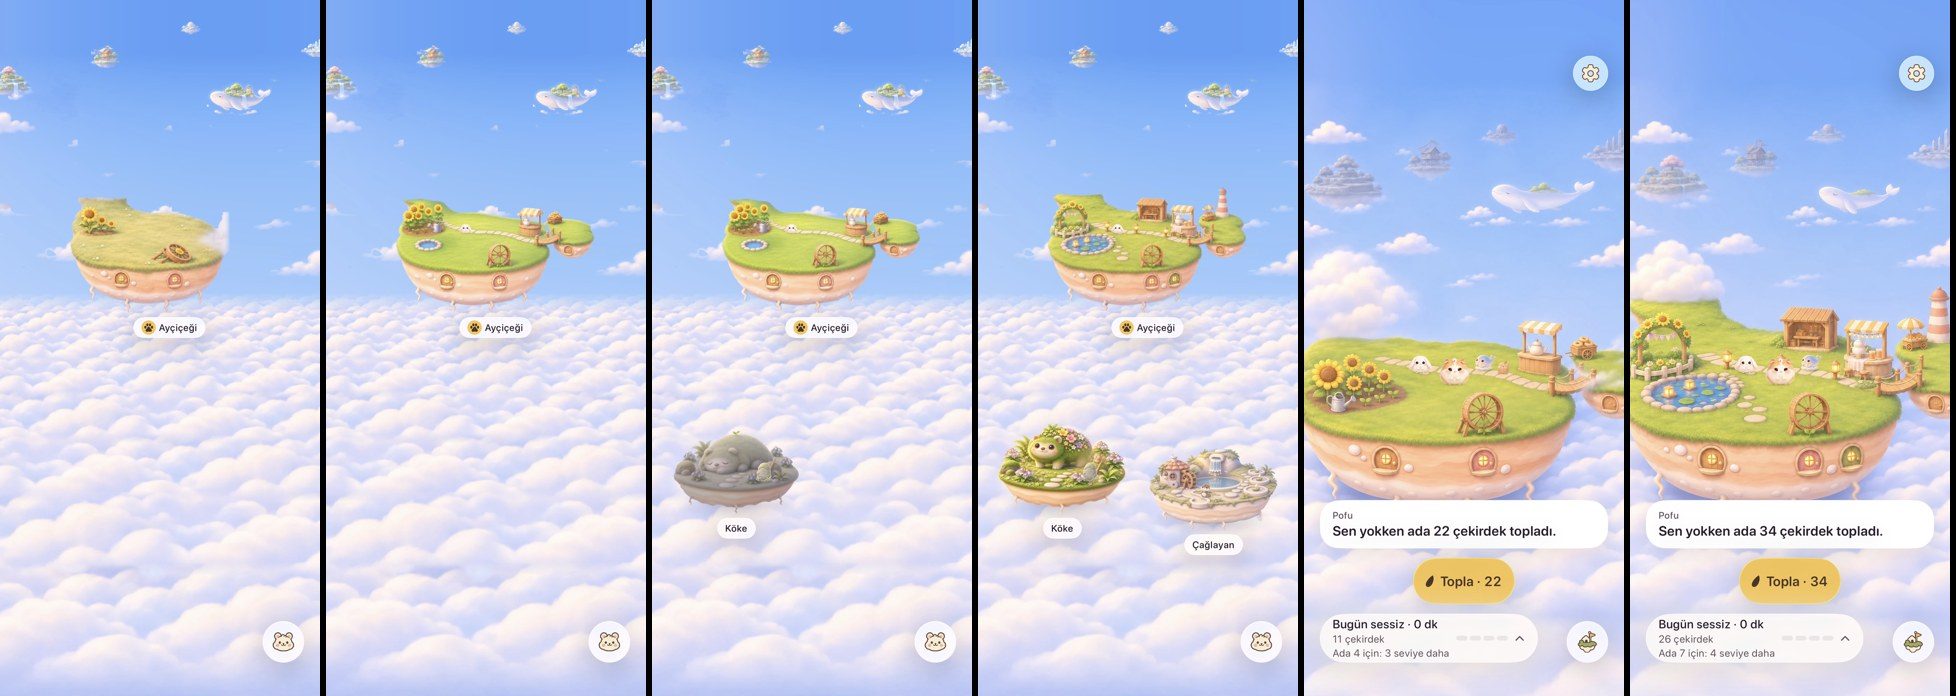 Ayçiçeği
Ayçiçeği
Ayçiçeği
Köke
Ayçiçeği
Köke
Çağlayan
Pofu
Sen yokken ada 22 çekirdek topladı.
Topla · 22
Bugün sessiz · 0 dk
11 çekirdek
Ada 4 için: 3 seviye daha
Pofu
Sen yokken ada 34 çekirdek topladı.
Topla · 34
Bugün sessiz · 0 dk
26 çekirdek
Ada 7 için: 4 seviye daha